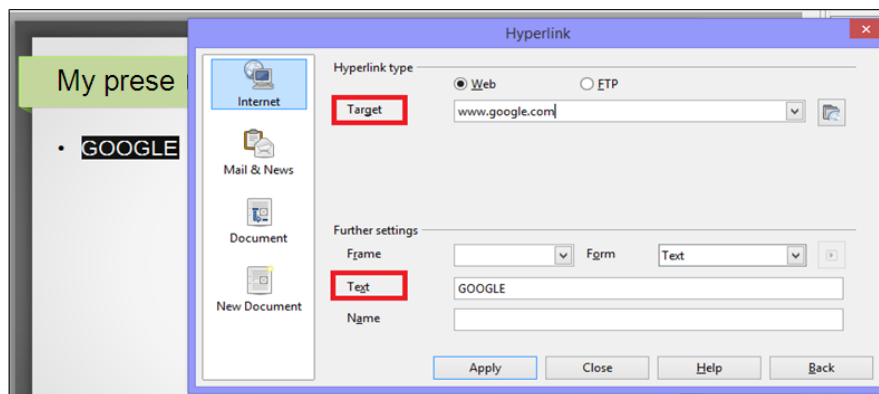 Hyperlink
My prese
• GOOGLE
Internet
Mail & News
Document
New Document
Hyperlink type
Web FTP
Target www.google.com
Further settings
Frame Form Text
Text GOOGLE
Name
Apply Close Help Back